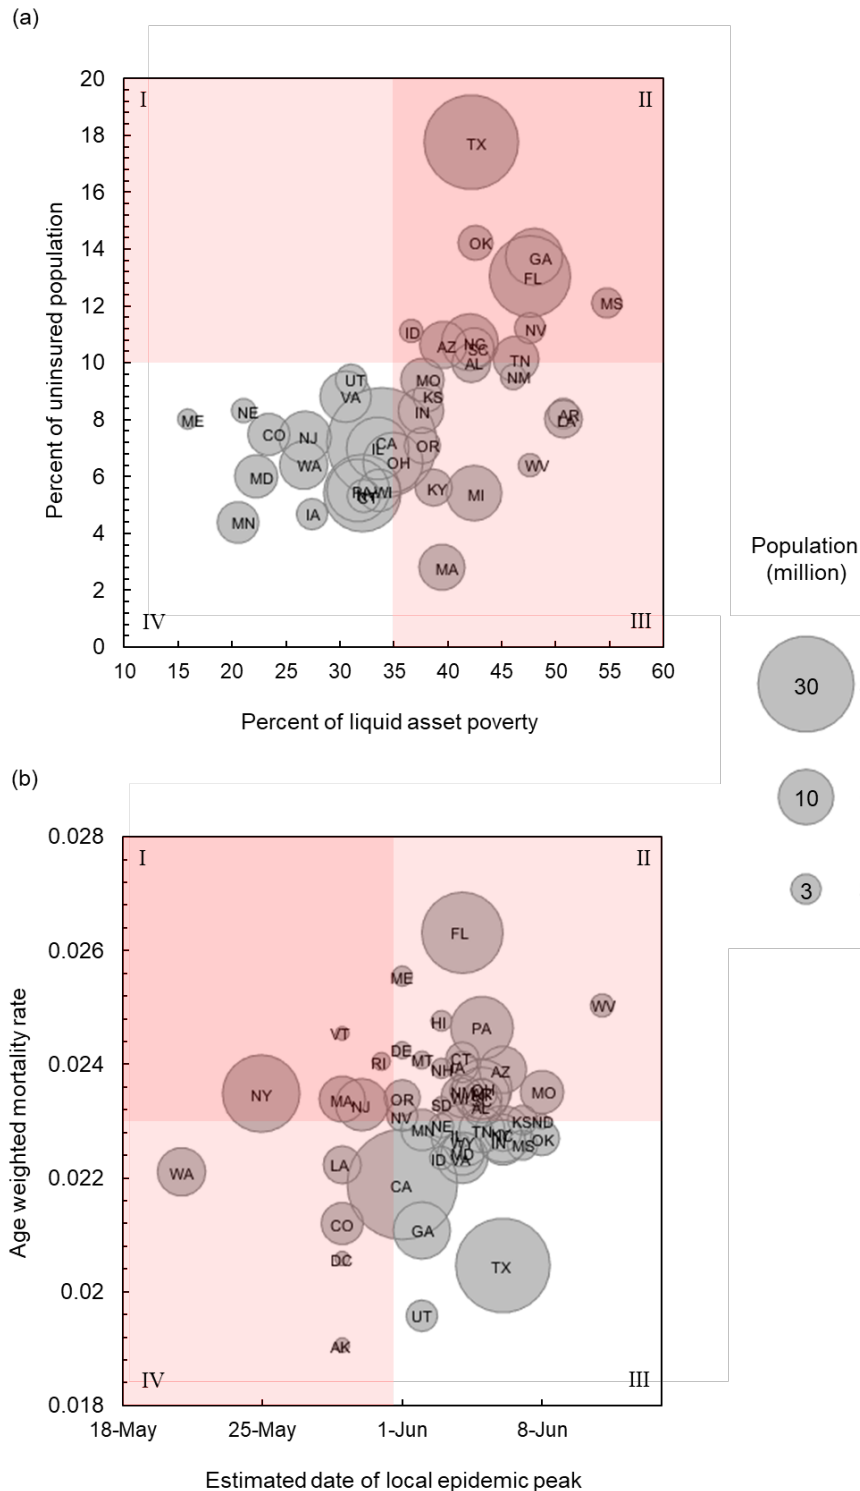 (a)
20
I
II
18
TX
16
14
OK
GA
FL
12
MS
ID
NV
AZ
NC
SC
10
AL
TN
UT
MO
NM
VA
KS
8
ME
NE
IN
AR
LA
CO
NJ
CA
IL
OR
WA
OH
WV
6
MD
WI
KY
MI
MN
IA
4
MA
2
IV
III
0
10 15 20 25 30 35 40 45 50 55 60
Percent of uninsured population
Percent of liquid asset poverty
Population
(million)
30
10
3
(b)
0.028
I
II
FL
0.026
ME
WV
HI
PA
VT
DE
0.024
RI
MT
CT
NH
IA
AZ
NY
MA
NJ
OR
NM
OH
MO
SD
NV
AL
MN
NE
TN
KS
ND
OK
MS
IN
WY
MD
ID
VA
WA
LA
0.022
CA
CO
GA
DC
TX
0.02
UT
AK
IV
III
0.018
18-May 25-May 1-Jun 8-Jun
Age weighted mortality rate
Estimated date of local epidemic peak